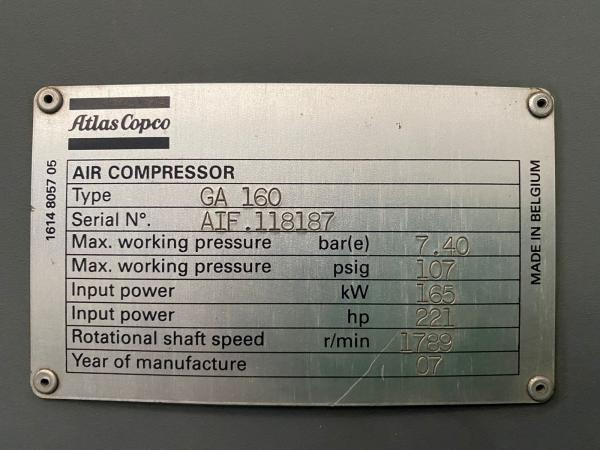 Atlas Copco
AIR COMPRESSOR
Type GA 160
Serial N°. AIF.118187
Max. working pressure bar(e) 7.40
Max. working pressure psig 107
Input power kW 165
Input power hp 221
Rotational shaft speed r/min 1789
Year of manufacture 07
1614 8057 05
MADE IN BELGIUM